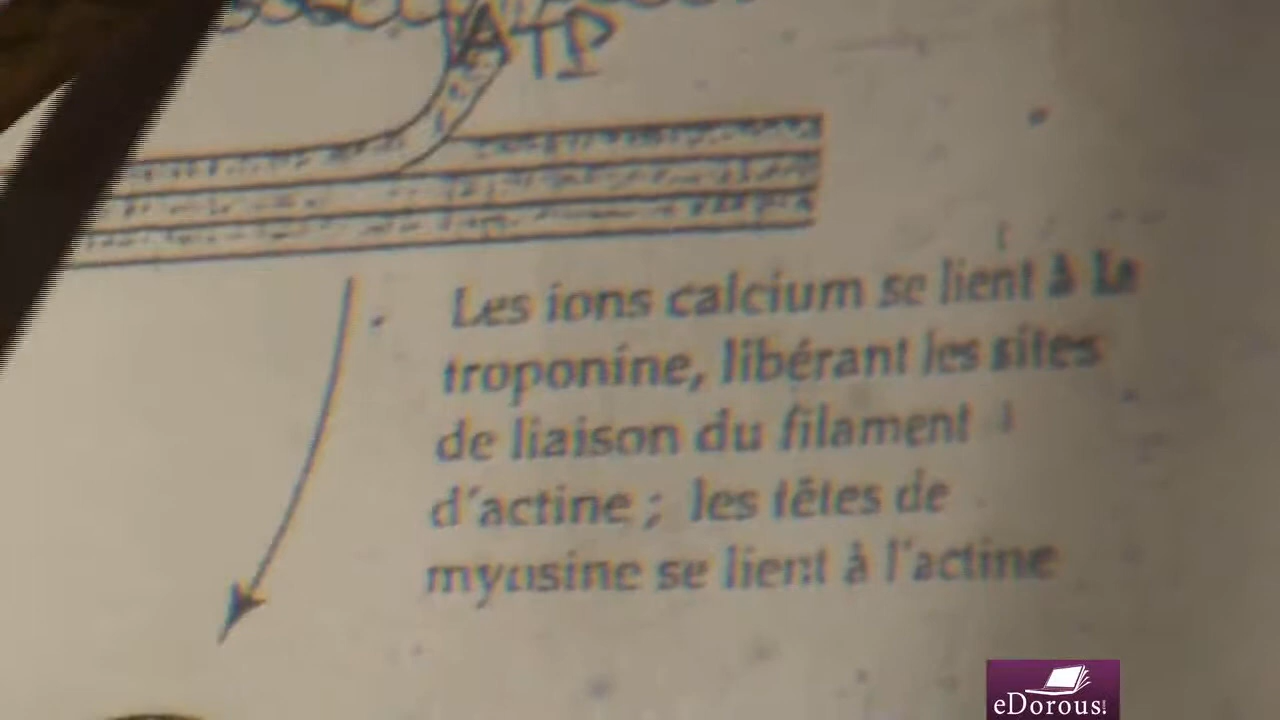 ATP
Les ions calcium se lient à la
troponine, libérant les sites
de liaison du filament
d'actine ; les têtes de
myosine se lient à l'actine
eDorous!